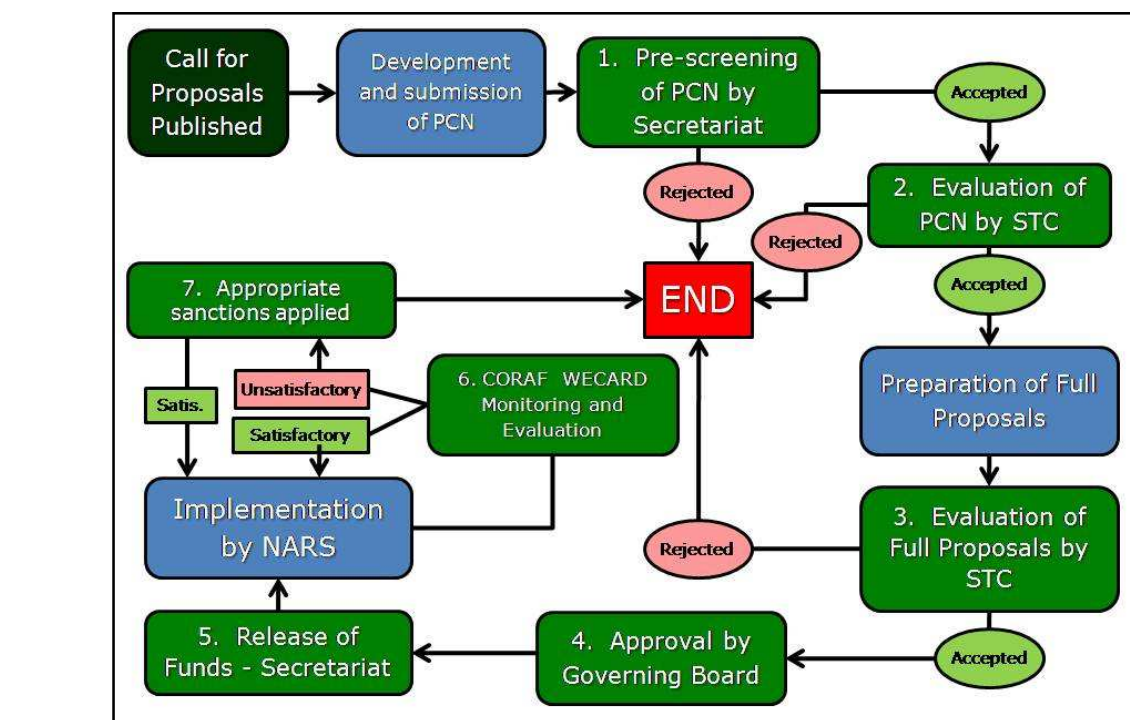 Call for
Proposals
Published
Development
and submission
of PCN
1. Pre-screening
of PCN by
Secretariat
Accepted
Rejected
2. Evaluation of
PCN by STC
Rejected
Accepted
END
7. Appropriate
sanctions applied
Preparation of Full
Proposals
6. CORAF WECARD
Monitoring and
Evaluation
Unsatisfactory
Satis.
Satisfactory
Implementation
by NARS
3. Evaluation of
Full Proposals by
STC
Rejected
5. Release of
Funds - Secretariat
4. Approval by
Governing Board
Accepted